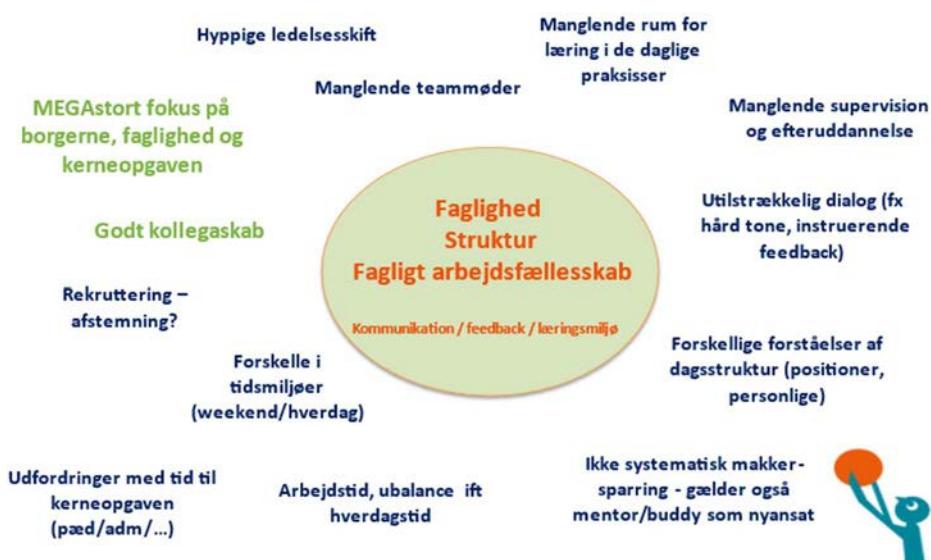 Hyppige ledelsesskift
Manglende rum for
læring i de daglige
praksisser
Manglende teammøder
MEGAstort fokus på
borgerne, faglighed og
kerneopgaven
Manglende supervision
og efteruddannelse
Faglighed
Struktur
Fagligt arbejdsfællesskab
Kommunikation / feedback / læringsmiljø
Utilstrækkelig dialog (fx
hård tone, instruerende
feedback)
Godt kollegaskab
Rekruttering –
afstemning?
Forskelle i
tidsmiljøer
(weekend/hverdag)
Forskellige forståelser af
dagsstruktur (positioner,
personlige)
Udfordringer med tid til
kerneopgaven
(pæd/adm/...)
Arbejdstid, ubalance ift
hverdagstid
Ikke systematisk makker-
sparring - gælder også
mentor/buddy som nyansat